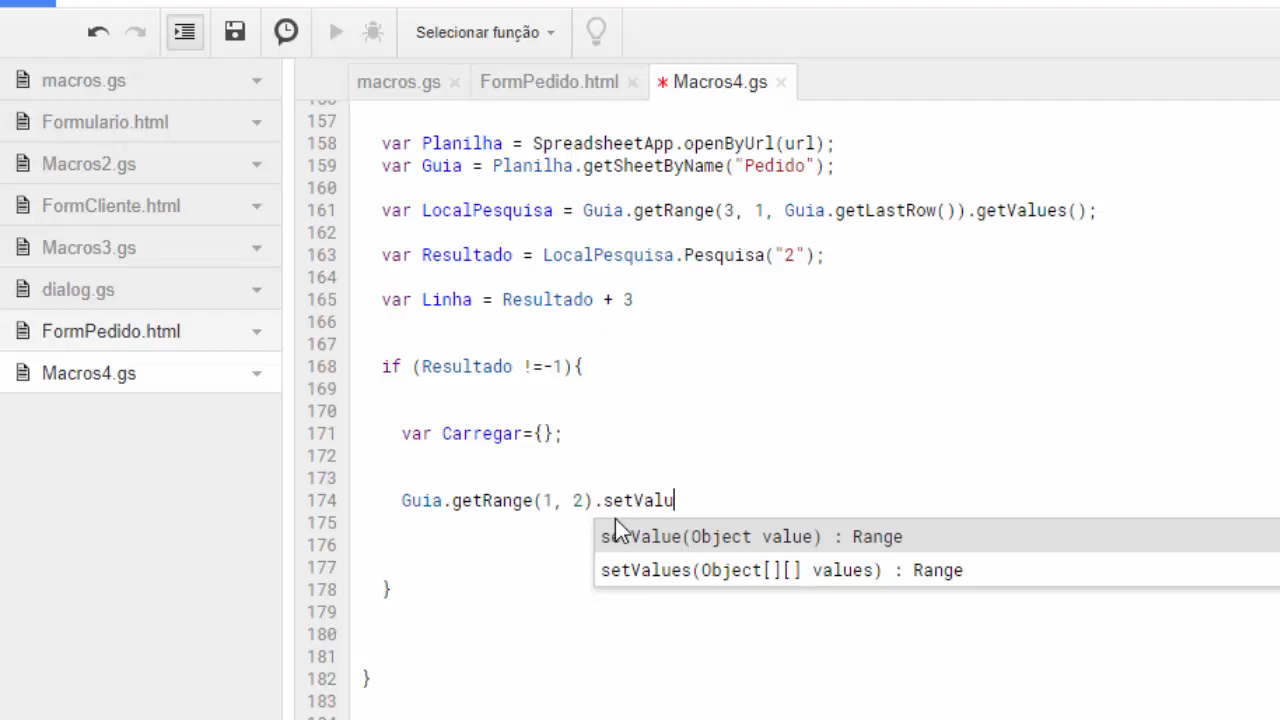 Selecionar função
macros.gs
Formulario.html
Macros2.gs
FormCliente.html
Macros3.gs
dialog.gs
FormPedido.html
Macros4.gs
macros.gs ×
FormPedido.html ×
* Macros4.gs ×
157
158 var Planilha = SpreadsheetApp.openByUrl(url);
159 var Guia = Planilha.getSheetByName("Pedido");
160
161 var LocalPesquisa = Guia.getRange(3, 1, Guia.getLastRow()).getValues();
162
163 var Resultado = LocalPesquisa.Pesquisa("2");
164
165 var Linha = Resultado + 3
166
167
168 if (Resultado !=-1){
169
170
171 var Carregar={};
172
173
174 Guia.getRange(1, 2).setValu
175
176
177
178 }
179
180
181
182 }
183
setValue(Object value) : Range
setValues(Object[][] values) : Range